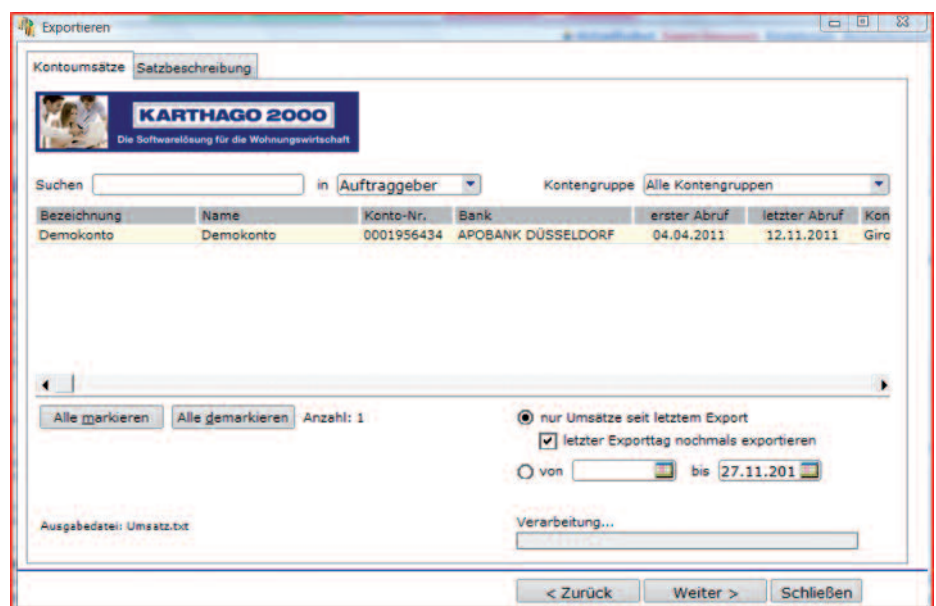 Exportieren
Kontoumsätze Satzbeschreibung
KARTHAGO 2000
Die Softwarelösung für die Wohnungswirtschaft
Suchen in Auftraggeber Kontengruppe Alle Kontengruppen
Bezeichnung Name Konto-Nr. Bank erster Abruf letzter Abruf Kon
Demokonto Demokonto 0001956434 APOBANK DÜSSELDORF 04.04.2011 12.11.2011 Giro
Alle markieren Alle demarkieren Anzahl: 1 nur Umsätze seit letztem Export
letzter Exporttag nochmals exportieren
von bis 27.11.201
Ausgabedatei: Umsatz.txt Verarbeitung...
< Zurück Weiter > Schließen